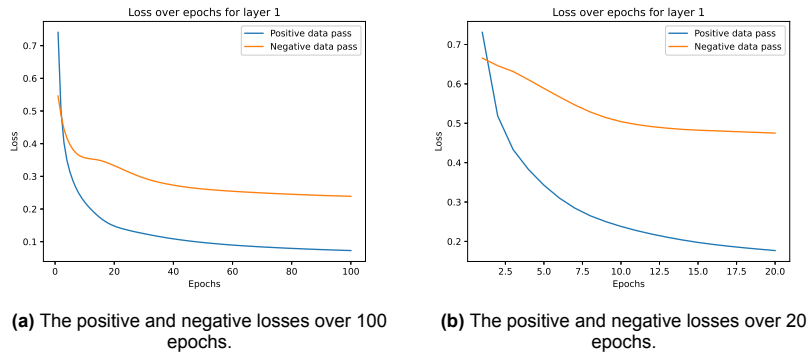 Loss over epochs for layer 1
Positive data pass
Negative data pass
0.7
0.6
0.5
0.4
0.3
0.2
0.1
Loss
0
20
40
60
80
100
Epochs
(a) The positive and negative losses over 100
epochs.
Loss over epochs for layer 1
Positive data pass
Negative data pass
0.7
0.6
0.5
0.4
0.3
0.2
Loss
2.5
5.0
7.5
10.0
12.5
15.0
17.5
20.0
Epochs
(b) The positive and negative losses over 20
epochs.